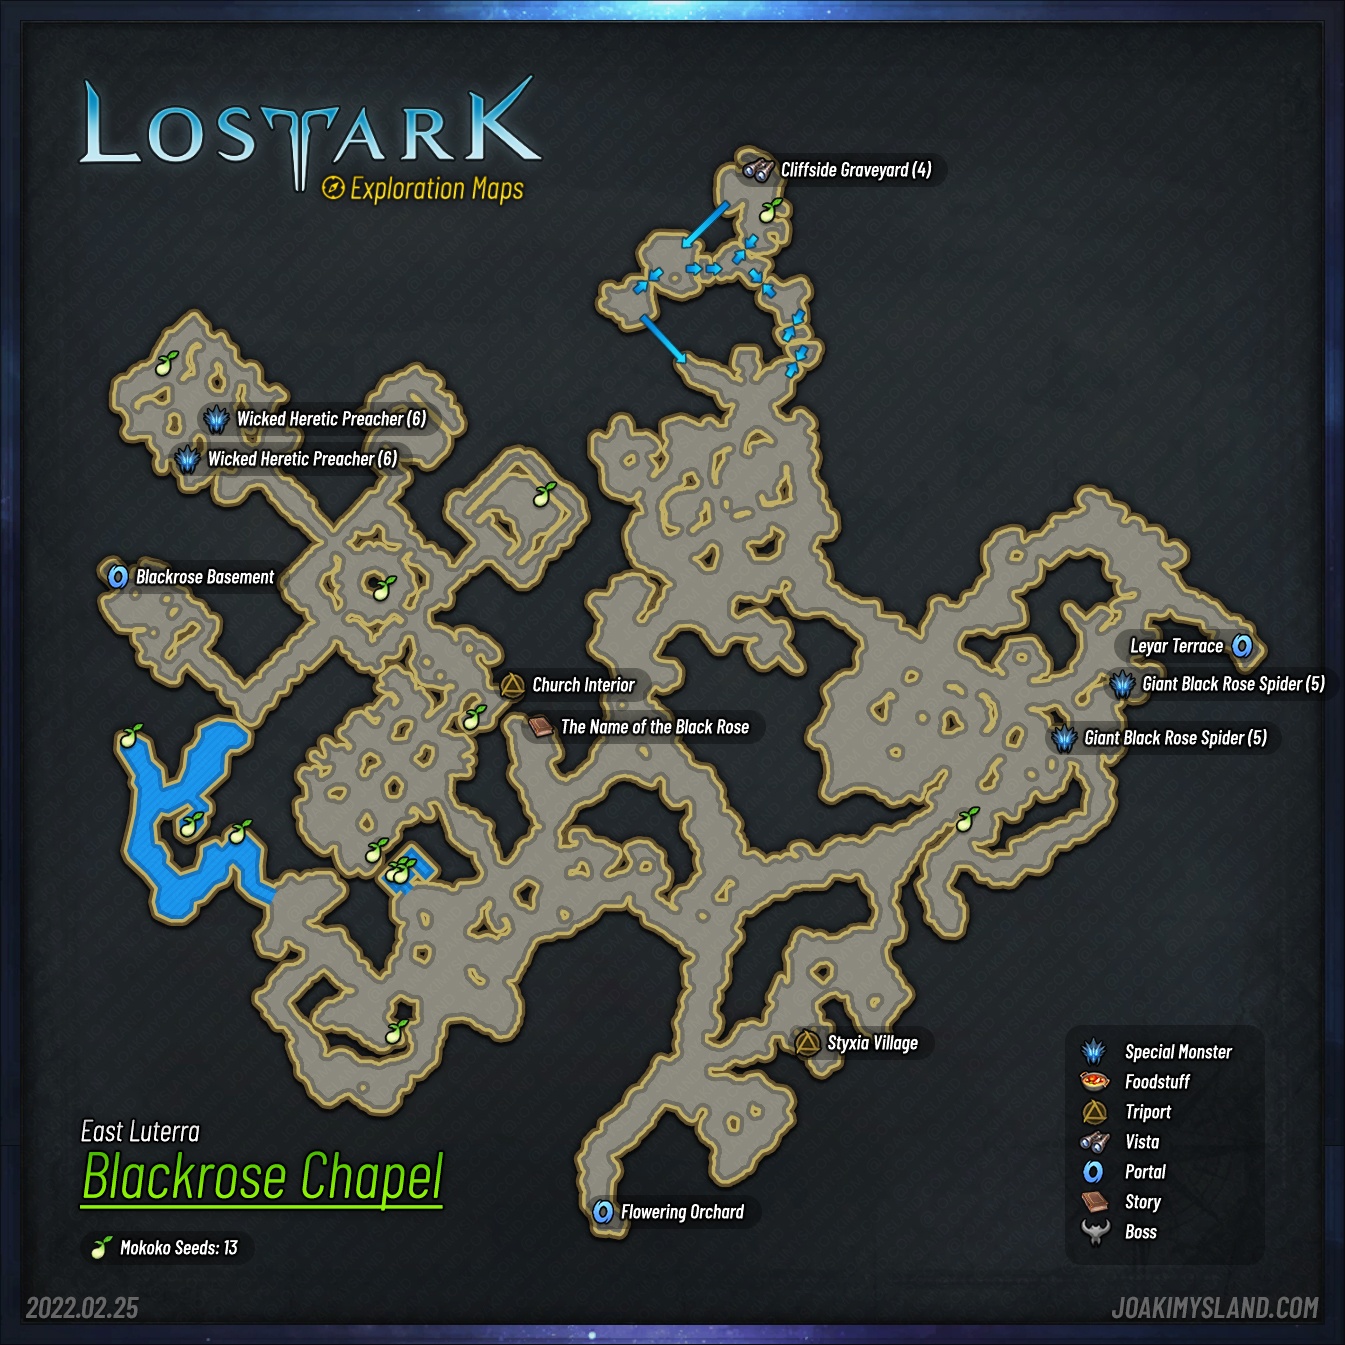 LOSTARK
Exploration Maps
Cliffside Graveyard (4)
Wicked Heretic Preacher (6)
Wicked Heretic Preacher (6)
Blackrose Basement
Leyar Terrace
Church Interior
Giant Black Rose Spider (5)
The Name of the Black Rose
Giant Black Rose Spider (5)
Styxia Village
Flowering Orchard
East Luterra
Blackrose Chapel
Mokoko Seeds: 13
Special Monster
Foodstuff
Triport
Vista
Portal
Story
Boss
2022.02.25
JOAKIMYSLAND.COM